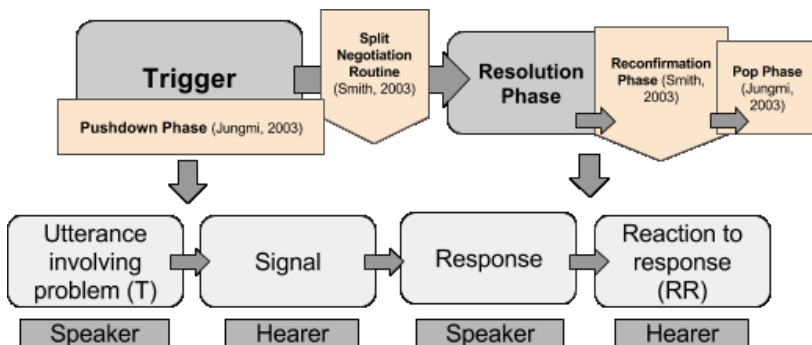 Trigger
Pushdown Phase (Jungmi, 2003)
Split
Negotiation
Routine
(Smith, 2003)
Resolution
Phase
Reconfirmation
Phase (Smith,
2003)
Pop Phase
(Jungmi,
2003)
Utterance
involving
problem (T)
Signal
Response
Reaction to
response
(RR)
Speaker
Hearer
Speaker
Hearer